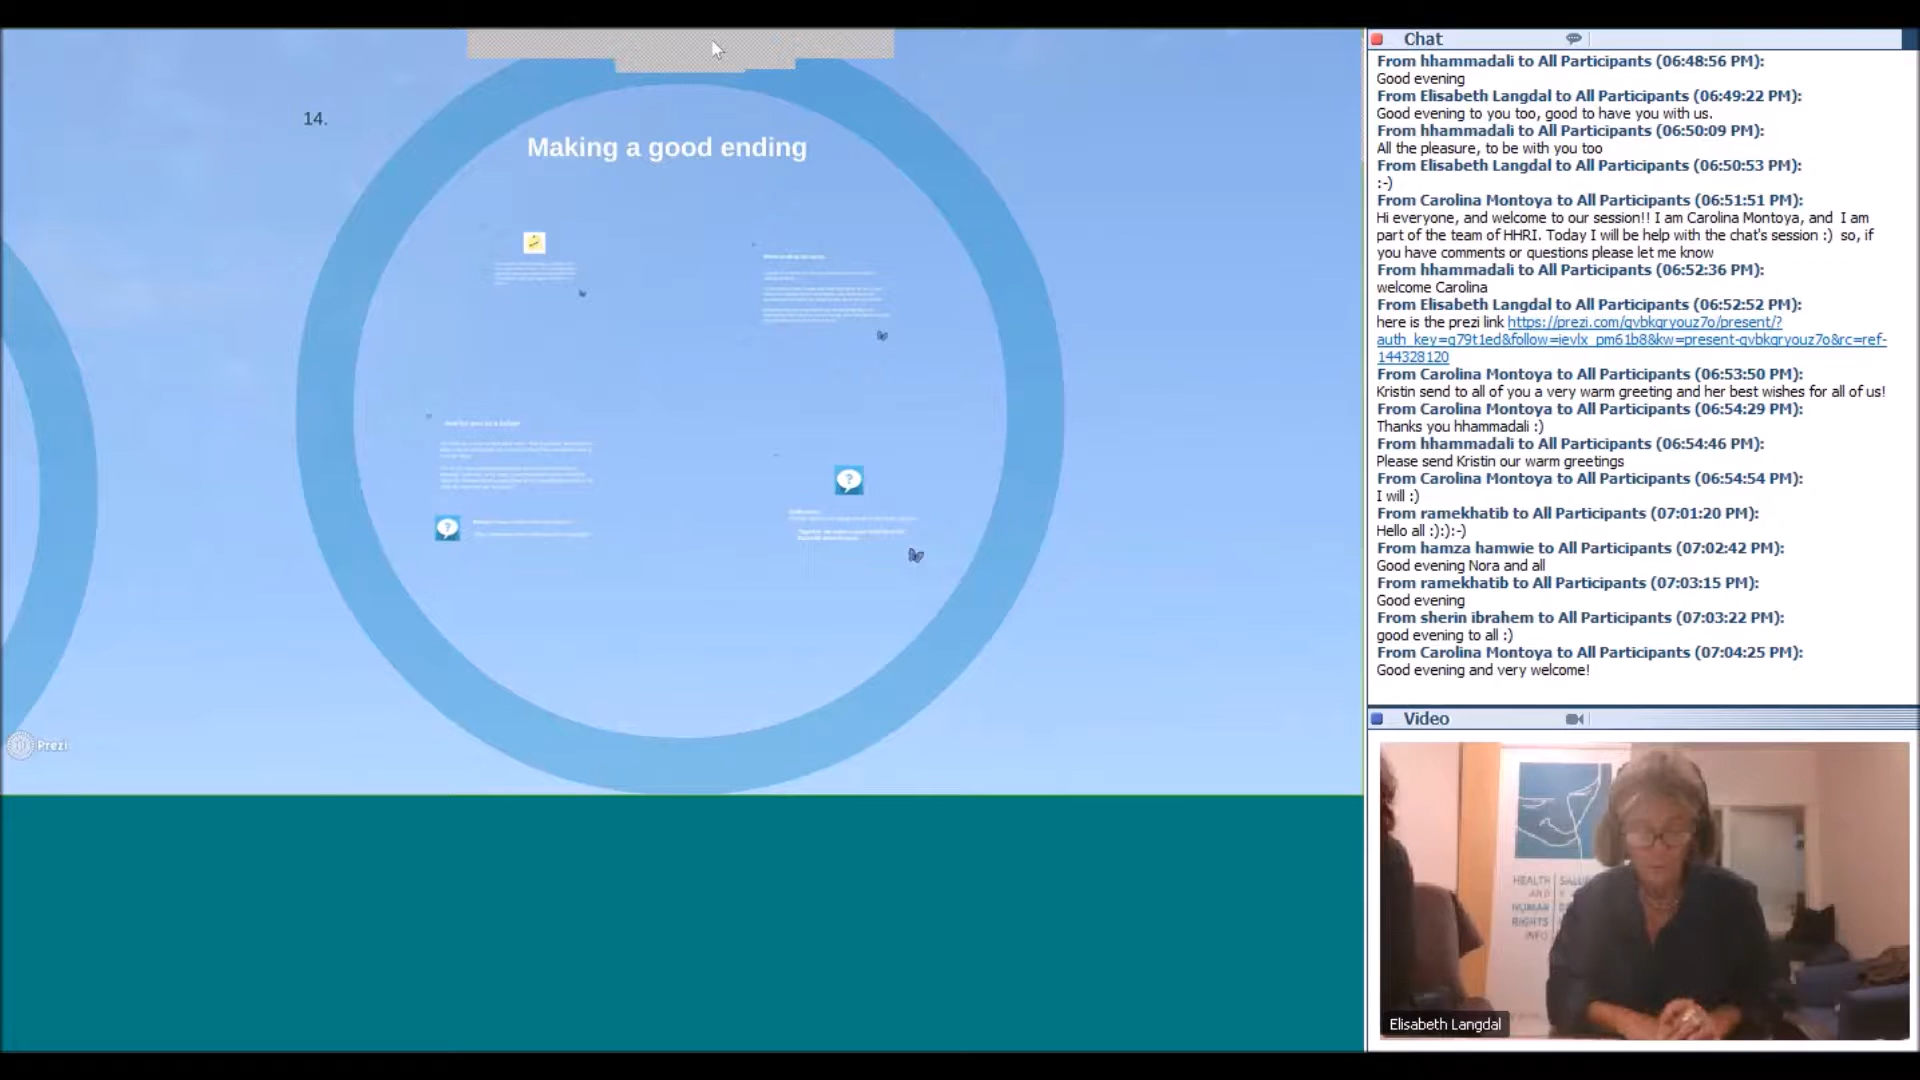 14.
Making a good ending
Prezi
Chat
From hhammadali to All Participants (06:48:56 PM):
Good evening
From Elisabeth Langdal to All Participants (06:49:22 PM):
Good evening to you too, good to have you with us.
From hhammadali to All Participants (06:50:09 PM):
All the pleasure, to be with you too
From Elisabeth Langdal to All Participants (06:50:53 PM):
:-)
From Carolina Montoya to All Participants (06:51:51 PM):
Hi everyone, and welcome to our session!! I am Carolina Montoya, and I am
part of the team of HHRI. Today I will be help with the chat's session :) so, if
you have comments or questions please let me know
From hhammadali to All Participants (06:52:36 PM):
welcome Carolina
From Elisabeth Langdal to All Participants (06:52:52 PM):
here is the prezi link https://prezi.com/gvbkgryouz7o/present/?
auth_key=q79t1ed&follow=ievlx_pm61b8&kw=present-gvbkgryouz7o&rc=ref-
144328120
From Carolina Montoya to All Participants (06:53:50 PM):
Kristin send to all of you a very warm greeting and her best wishes for all of us!
From Carolina Montoya to All Participants (06:54:29 PM):
Thanks you hhammadali :)
From hhammadali to All Participants (06:54:46 PM):
Please send Kristin our warm greetings
From Carolina Montoya to All Participants (06:54:54 PM):
I will :)
From ramekhatib to All Participants (07:01:20 PM):
Hello all :):):-)
From hamza hamwie to All Participants (07:02:42 PM):
Good evening Nora and all
From ramekhatib to All Participants (07:03:15 PM):
Good evening
From sherin ibrahem to All Participants (07:03:22 PM):
good evening to all :)
From Carolina Montoya to All Participants (07:04:25 PM):
Good evening and very welcome!
Video
HEALTH
AND
HUMAN
RIGHTS
INFO
Elisabeth Langdal